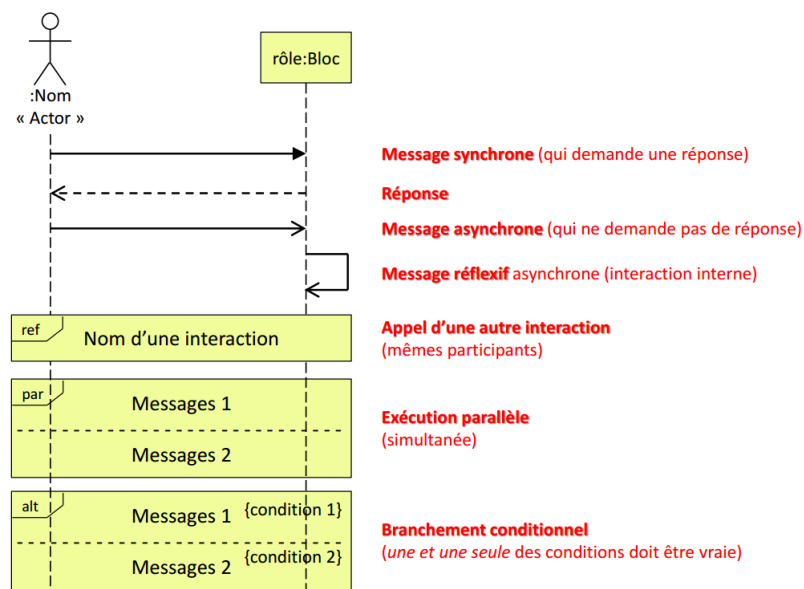 rôle:Bloc
:Nom
« Actor »
Message synchrone (qui demande une réponse)
Réponse
Message asynchrone (qui ne demande pas de réponse)
Message réflexif asynchrone (interaction interne)
ref
Nom d’une interaction
Appel d’une autre interaction
(mêmes participants)
par
Messages 1
Messages 2
Exécution parallèle
(simultanée)
alt
Messages 1 {condition 1}
Messages 2 {condition 2}
Branchement conditionnel
(une et une seule des conditions doit être vraie)